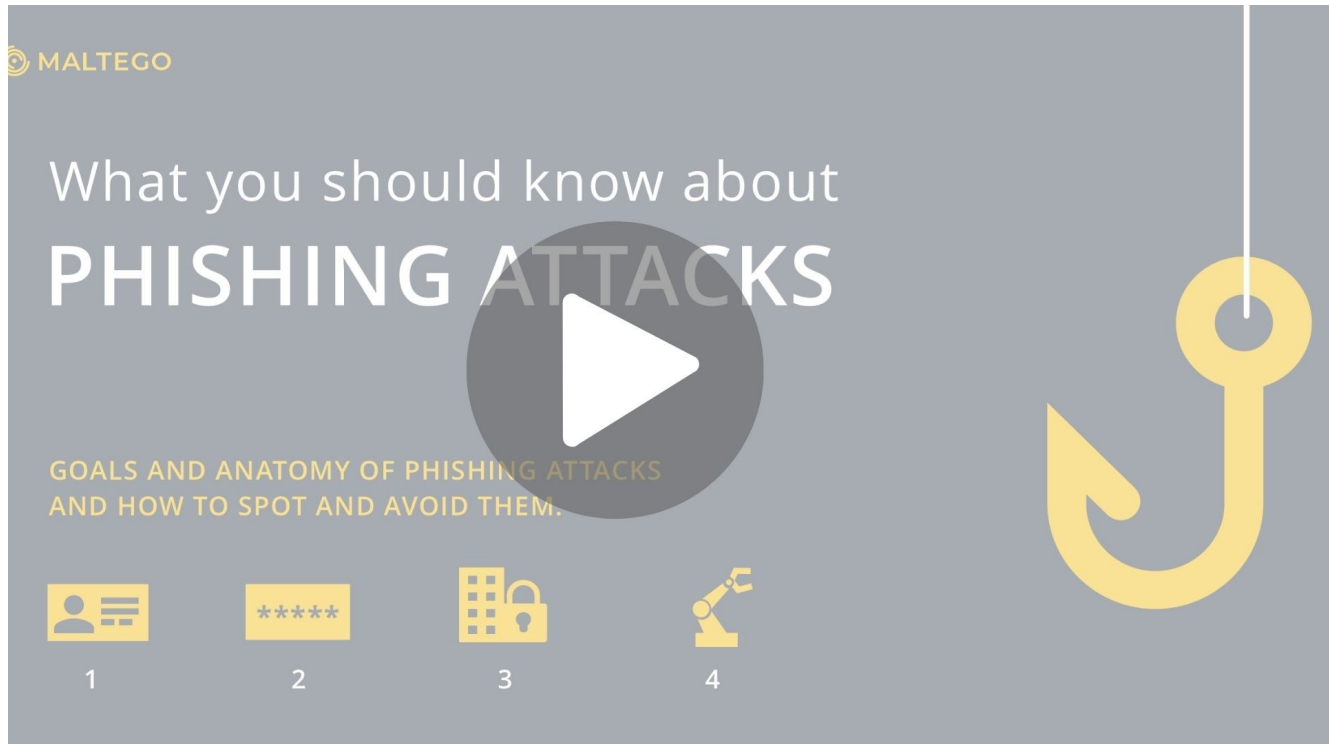 MALTEGO
What you should know about
PHISHING ATTACKS
GOALS AND ANATOMY OF PHISHING ATTACKS
AND HOW TO SPOT AND AVOID THEM.
*****
1 2 3 4